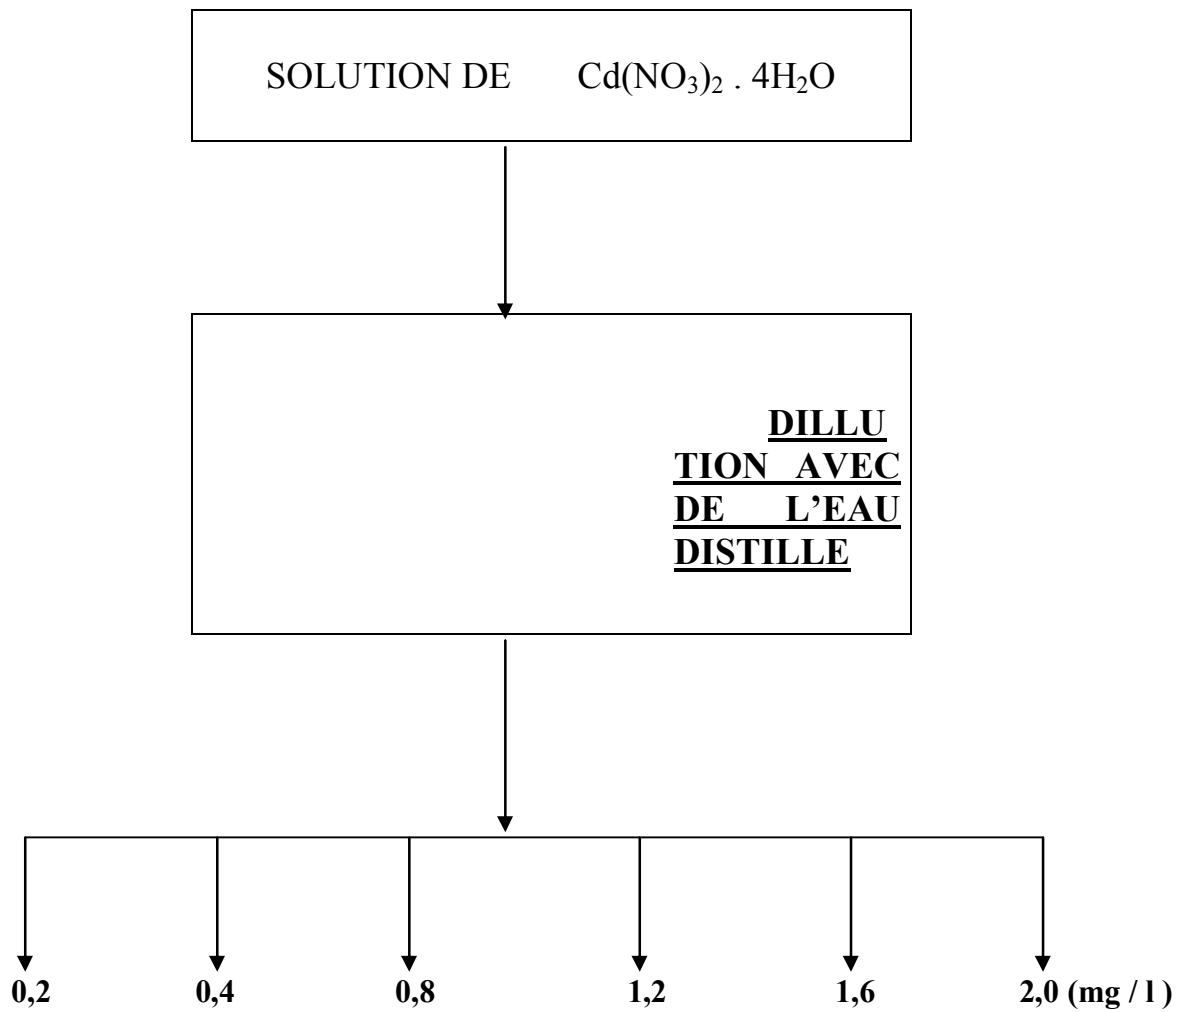 SOLUTION DE Cd(NO₃)₂ . 4H₂O
DILLU
TION AVEC
DE L’EAU
DISTILLE
0,2 0,4 0,8 1,2 1,6 2,0 (mg / l )